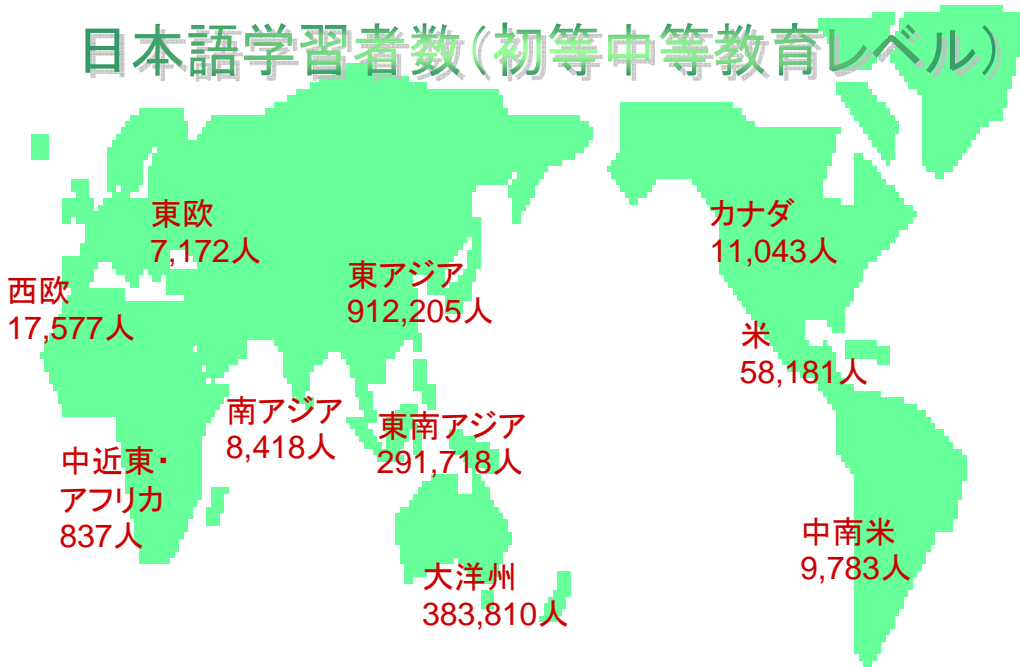 日本語学習者数(初等中等教育レベル)
東欧
7,172人
カナダ
11,043人
西欧
17,577人
東アジア
912,205人
米
58,181人
南アジア
8,418人
東南アジア
291,718人
中近東・
アフリカ
837人
中南米
9,783人
大洋州
383,810人